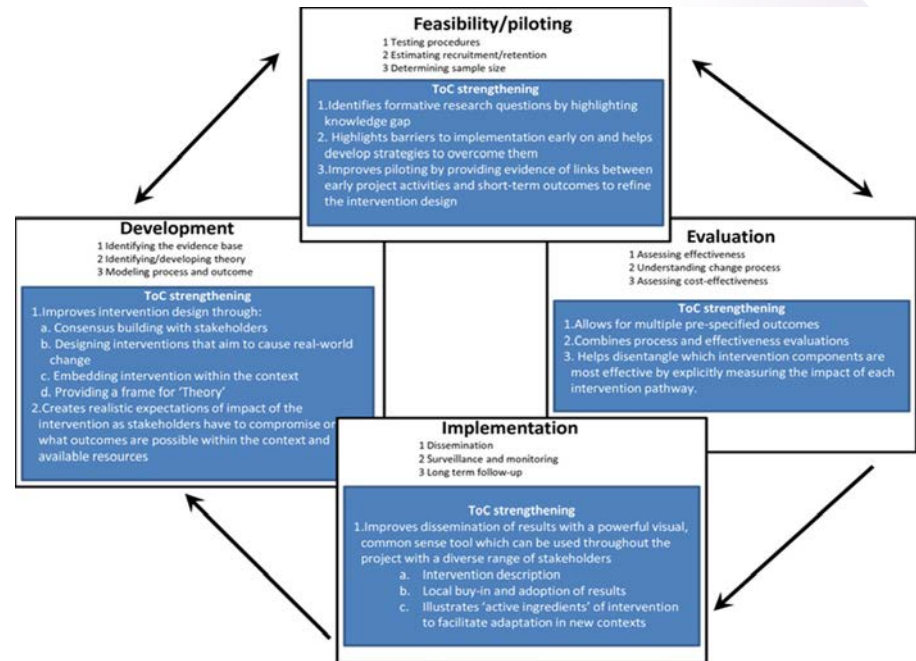 Feasibility/piloting
1 Testing procedures
2 Estimating recruitment/retention
3 Determining sample size
ToC strengthening
1.Identifies formative research questions by highlighting
knowledge gap
2. Highlights barriers to implementation early on and helps
develop strategies to overcome them
3.Improves piloting by providing evidence of links between
early project activities and short-term outcomes to refine
the intervention design
Development
1 Identifying the evidence base
2 Identifying/developing theory
3 Modeling process and outcome
ToC strengthening
1.Improves intervention design through:
a. Consensus building with stakeholders
b. Designing interventions that aim to cause real-world
change
c. Embedding intervention within the context
d. Providing a frame for ‘Theory’
2.Creates realistic expectations of impact of the
intervention as stakeholders have to compromise on
what outcomes are possible within the context and
available resources
Evaluation
1 Assessing effectiveness
2 Understanding change process
3 Assessing cost-effectiveness
ToC strengthening
1.Allows for multiple pre-specified outcomes
2.Combines process and effectiveness evaluations
3. Helps disentangle which intervention components are
most effective by explicitly measuring the impact of each
intervention pathway.
Implementation
1 Dissemination
2 Surveillance and monitoring
3 Long term follow-up
ToC strengthening
1.Improves dissemination of results with a powerful visual,
common sense tool which can be used throughout the
project with a diverse range of stakeholders
a. Intervention description
b. Local buy-in and adoption of results
c. Illustrates ‘active ingredients’ of intervention
to facilitate adaptation in new contexts